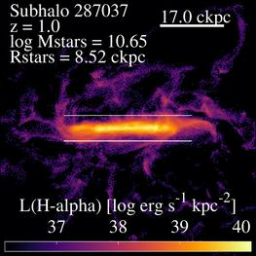 Subhalo 287037
z = 1.0
log Mstars = 10.65
Rstars = 8.52 ckpc
17.0 ckpc
L(H-alpha) [log erg s⁻¹ kpc⁻²]
37 38 39 40